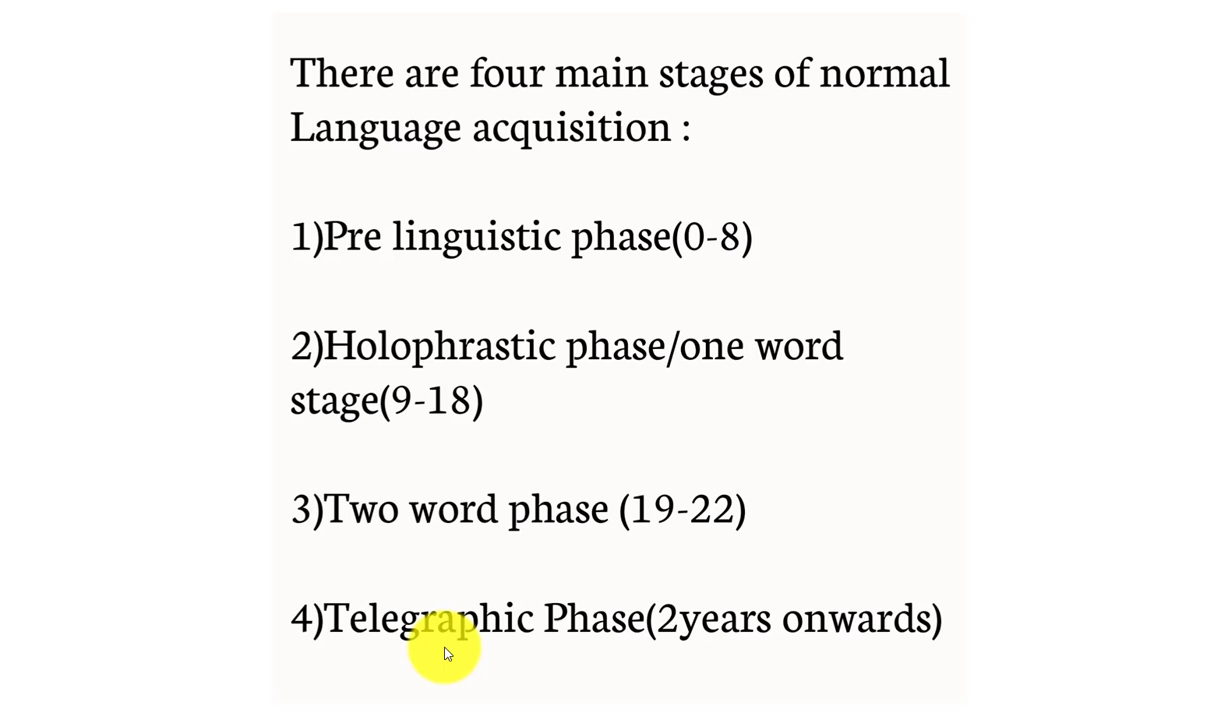 There are four main stages of normal
Language acquisition :
1)Pre linguistic phase(0-8)
2)Holophrastic phase/one word
stage(9-18)
3)Two word phase (19-22)
4)Telegraphic Phase(2years onwards)